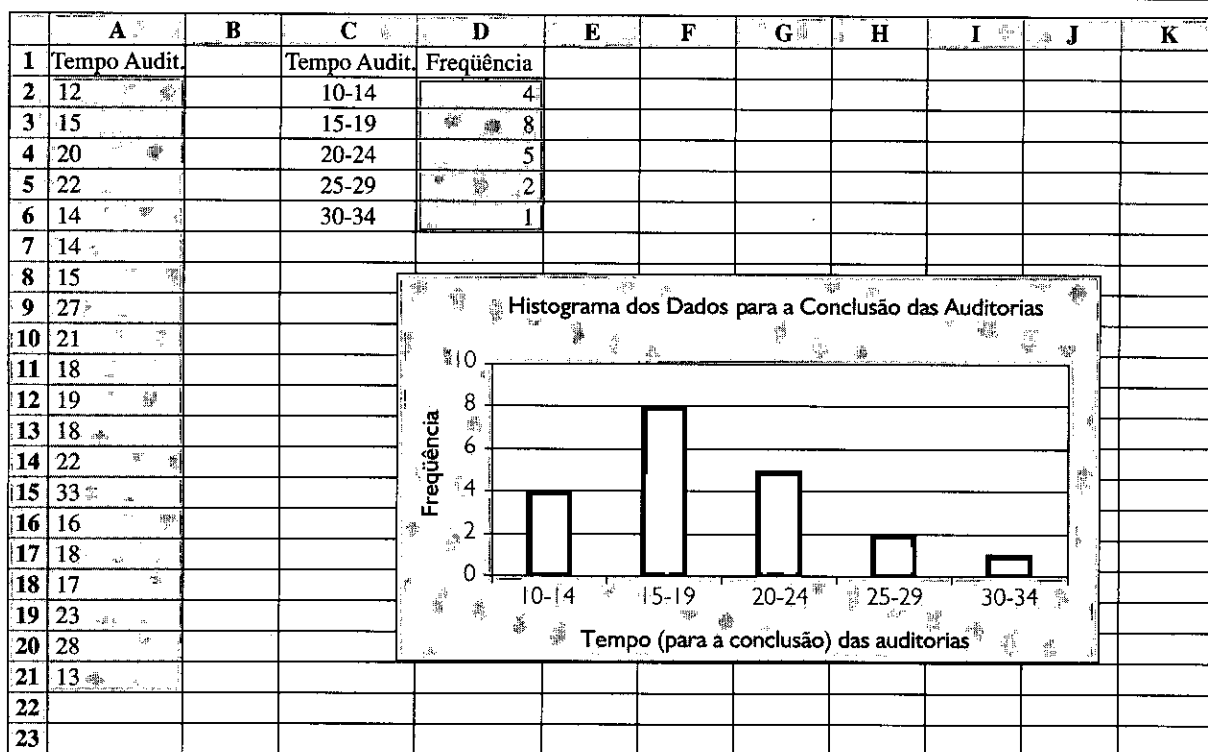 A B C D E F G H I J K
1 Tempo Audit. Tempo Audit. Freqüência
2 12 10-14 4
3 15 15-19 8
4 20 20-24 5
5 22 25-29 2
6 14 30-34 1
7 14
8 15
9 27
10 21
11 18
12 19
13 18
14 22
15 33
16 16
17 18
18 17
19 23
20 28
21 13
22
23
Histograma dos Dados para a Conclusão das Auditorias
Freqüência
10
8
6
4
2
0
10-14 15-19 20-24 25-29 30-34
Tempo (para a conclusão) das auditorias